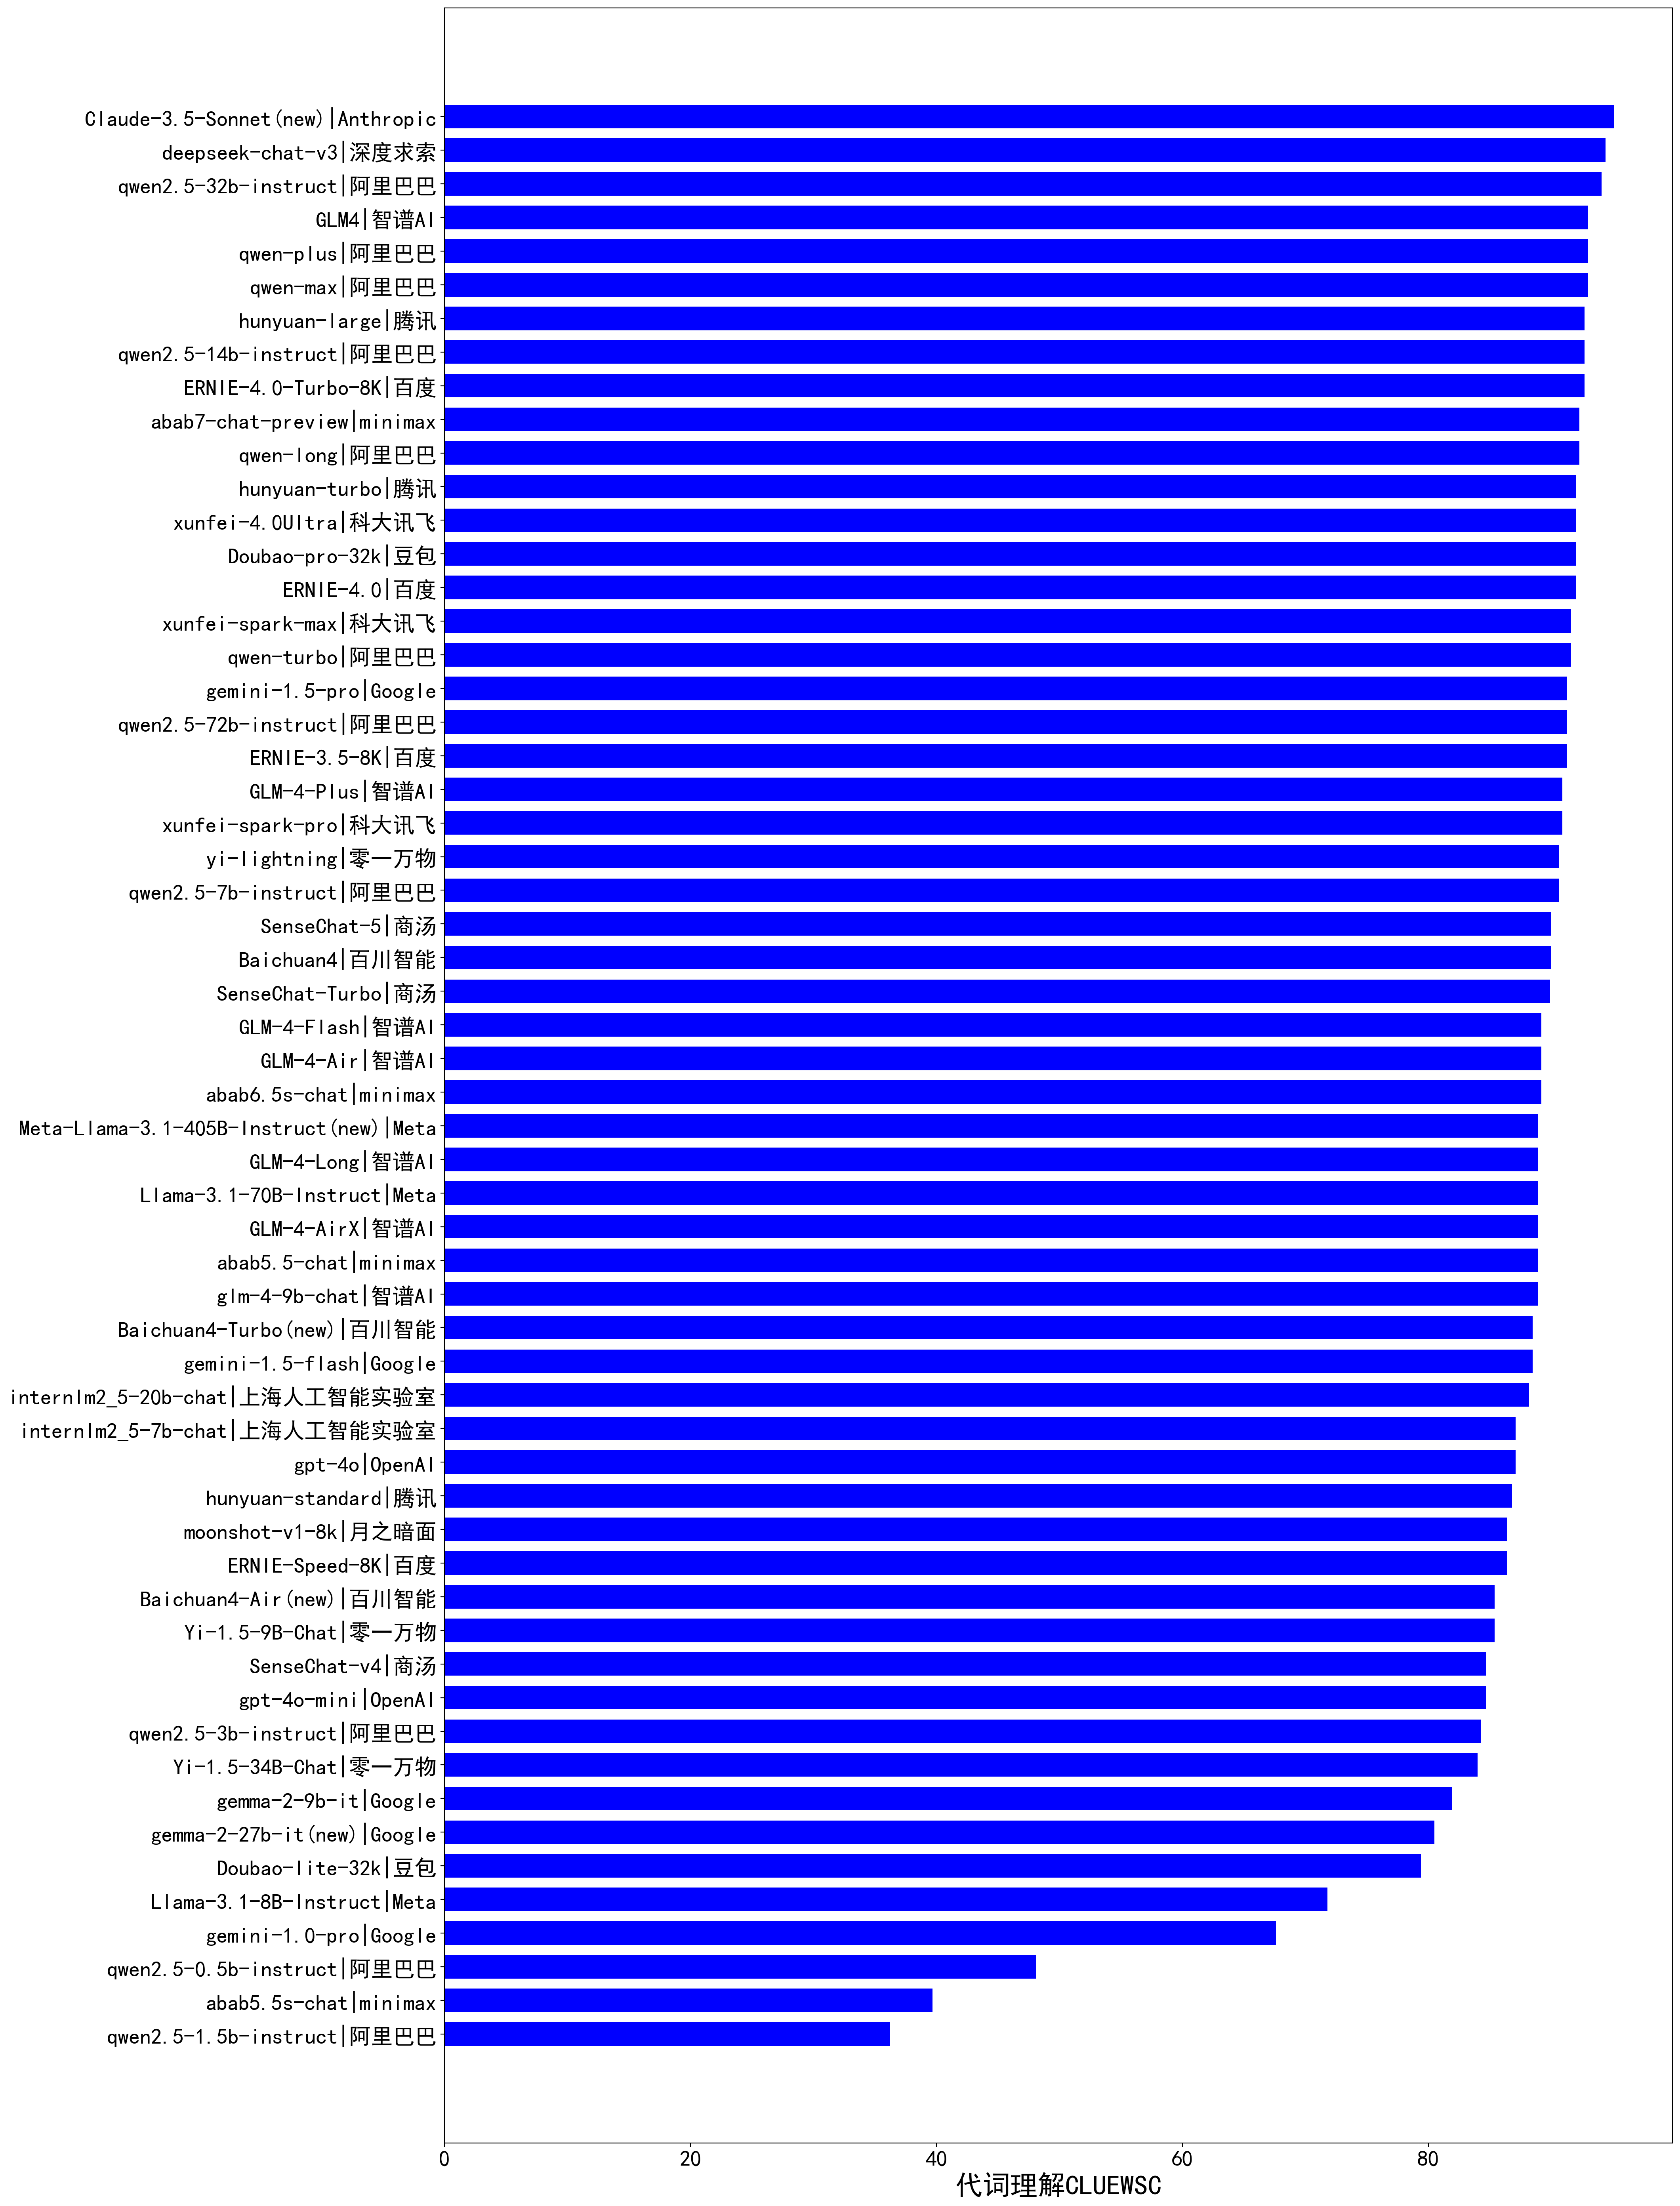 Claude-3.5-Sonnet(new)|Anthropic
deepseek-chat-v3|深度求索
qwen2.5-32b-instruct|阿里巴巴
GLM4|智谱AI
qwen-plus|阿里巴巴
qwen-max|阿里巴巴
hunyuan-large|腾讯
qwen2.5-14b-instruct|阿里巴巴
ERNIE-4.0-Turbo-8K|百度
abab7-chat-preview|minimax
qwen-long|阿里巴巴
hunyuan-turbo|腾讯
xunfei-4.0Ultra|科大讯飞
Doubao-pro-32k|豆包
ERNIE-4.0|百度
xunfei-spark-max|科大讯飞
qwen-turbo|阿里巴巴
gemini-1.5-pro|Google
qwen2.5-72b-instruct|阿里巴巴
ERNIE-3.5-8K|百度
GLM-4-Plus|智谱AI
xunfei-spark-pro|科大讯飞
yi-lightning|零一万物
qwen2.5-7b-instruct|阿里巴巴
SenseChat-5|商汤
Baichuan4|百川智能
SenseChat-Turbo|商汤
GLM-4-Flash|智谱AI
GLM-4-Air|智谱AI
abab6.5s-chat|minimax
Meta-Llama-3.1-405B-Instruct(new)|Meta
GLM-4-Long|智谱AI
Llama-3.1-70B-Instruct|Meta
GLM-4-AirX|智谱AI
abab5.5-chat|minimax
glm-4-9b-chat|智谱AI
Baichuan4-Turbo(new)|百川智能
gemini-1.5-flash|Google
internlm2_5-20b-chat|上海人工智能实验室
internlm2_5-7b-chat|上海人工智能实验室
gpt-4o|OpenAI
hunyuan-standard|腾讯
moonshot-v1-8k|月之暗面
ERNIE-Speed-8K|百度
Baichuan4-Air(new)|百川智能
Yi-1.5-9B-Chat|零一万物
SenseChat-v4|商汤
gpt-4o-mini|OpenAI
qwen2.5-3b-instruct|阿里巴巴
Yi-1.5-34B-Chat|零一万物
gemma-2-9b-it|Google
gemma-2-27b-it(new)|Google
Doubao-lite-32k|豆包
Llama-3.1-8B-Instruct|Meta
gemini-1.0-pro|Google
qwen2.5-0.5b-instruct|阿里巴巴
abab5.5s-chat|minimax
qwen2.5-1.5b-instruct|阿里巴巴
0 20 40 60 80
代词理解CLUEWSC